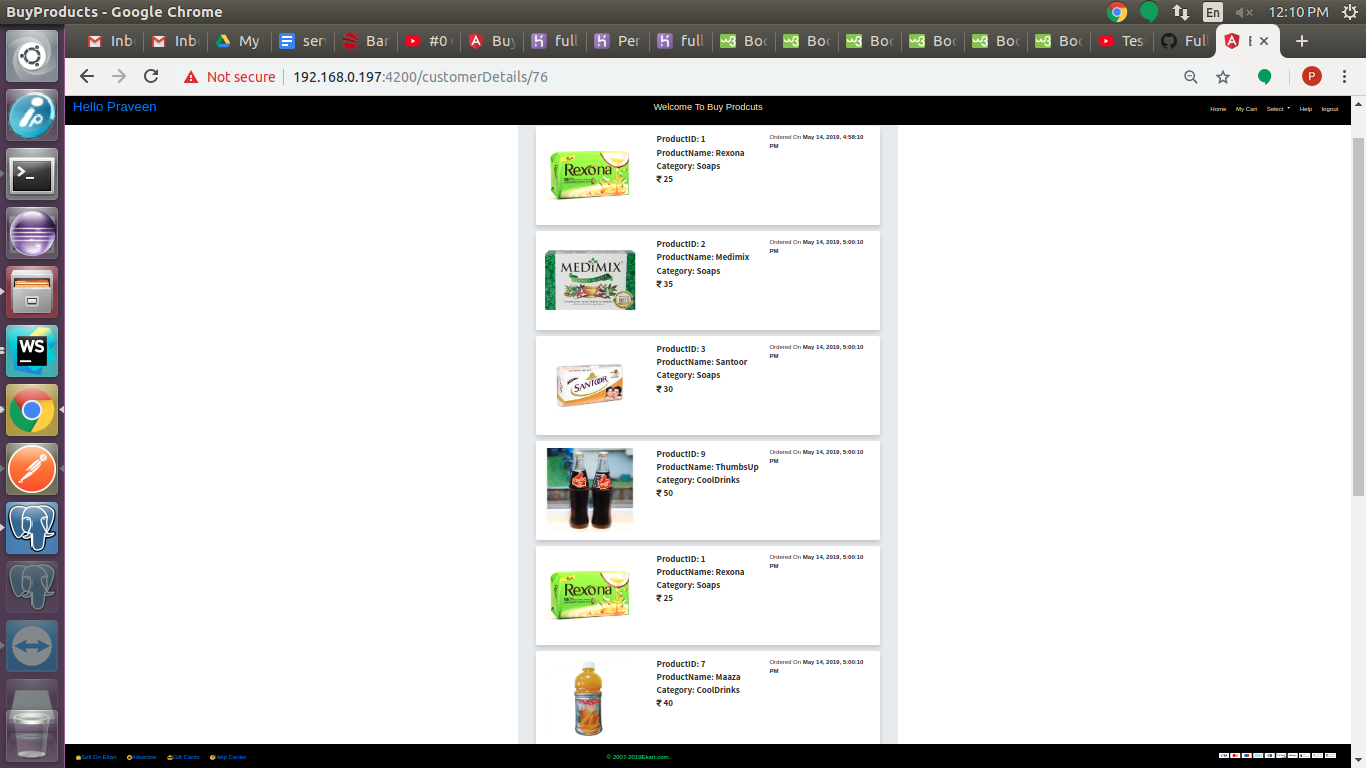 BuyProducts - Google Chrome
En
12:10 PM
Inb
Inb
My
ser
Bar
#0
Buy
full
Per
full
Boo
Boo
Boo
Boo
Boo
Boo
Tes
Ful
Not secure
192.168.0.197:4200/customerDetails/76
P
Hello Praveen
Welcome To Buy Prodcuts
Home
My Cart
Select
Help
logout
Rexona
ProductID: 1
ProductName: Rexona
Category: Soaps
₹ 25
Ordered On May 14, 2019, 4:58:10
PM
MEDIMIX
ProductID: 2
ProductName: Medimix
Category: Soaps
₹ 35
Ordered On May 14, 2019, 5:00:10
PM
SANTOOR
ProductID: 3
ProductName: Santoor
Category: Soaps
₹ 30
Ordered On May 14, 2019, 5:00:10
PM
ProductID: 9
ProductName: ThumbsUp
Category: CoolDrinks
₹ 50
Ordered On May 14, 2019, 5:00:10
PM
Rexona
ProductID: 1
ProductName: Rexona
Category: Soaps
₹ 25
Ordered On May 14, 2019, 5:00:10
PM
ProductID: 7
ProductName: Maaza
Category: CoolDrinks
₹ 40
Ordered On May 14, 2019, 5:00:10
PM
Sell On Ekart
Advertise
Gift Cards
Help Center
© 2007-2019Ekart.com.
WS